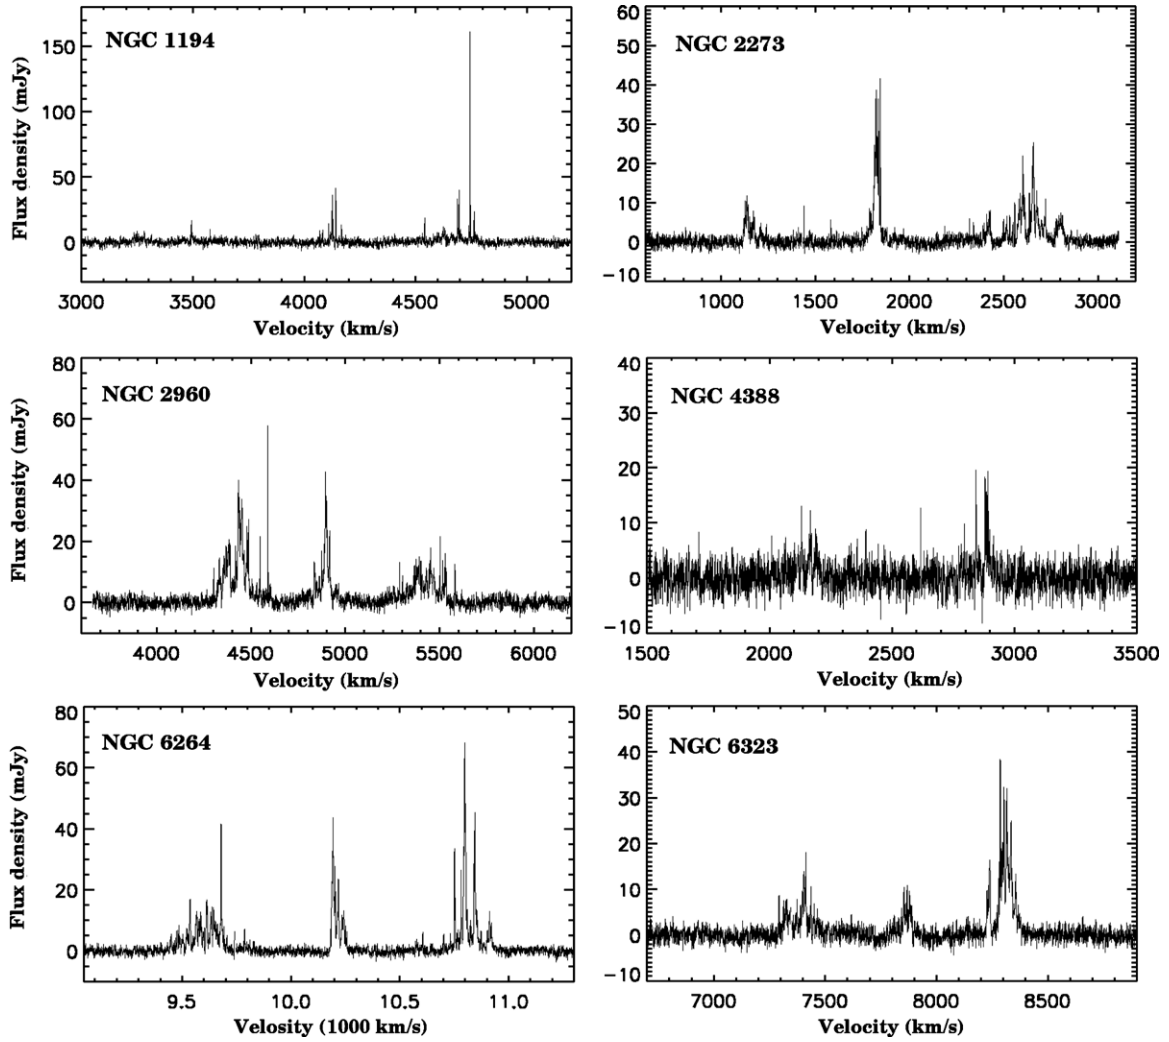 NGC 1194
Flux density (mJy)
150
100
50
0
3000 3500 4000 4500 5000
Velocity (km/s)
NGC 2273
60
50
40
30
20
10
0
−10
1000 1500 2000 2500 3000
Velocity (km/s)
NGC 2960
Flux density (mJy)
80
60
40
20
0
4000 4500 5000 5500 6000
Velocity (km/s)
NGC 4388
40
30
20
10
0
−10
1500 2000 2500 3000 3500
Velocity (km/s)
NGC 6264
Flux density (mJy)
80
60
40
20
0
9.5 10.0 10.5 11.0
Velosity (1000 km/s)
NGC 6323
50
40
30
20
10
0
−10
7000 7500 8000 8500
Velocity (km/s)